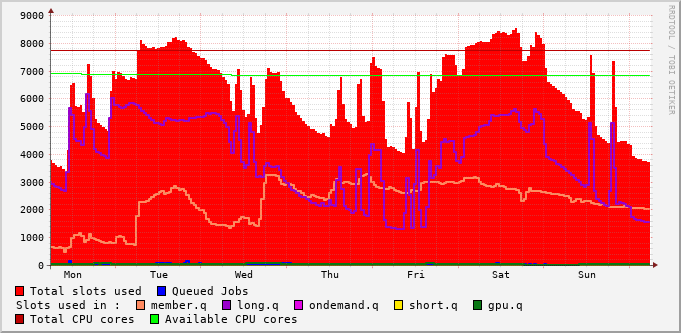 9000
8000
7000
6000
5000
4000
3000
2000
1000
0
Mon Tue Wed Thu Fri Sat Sun
RRDTOOL / TOBI OETIKER
Total slots used Queued Jobs
Slots used in : member.q long.q ondemand.q short.q gpu.q
Total CPU cores Available CPU cores